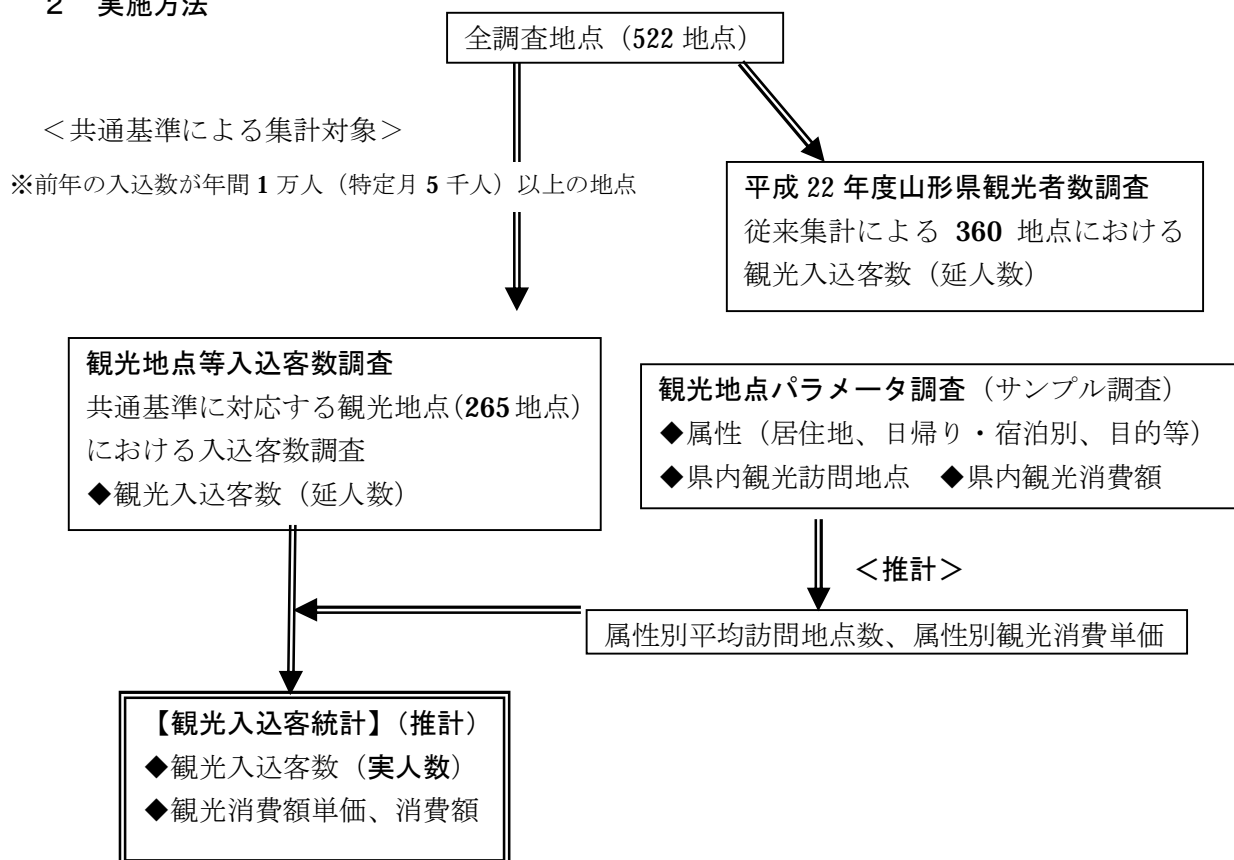 2 実施方法
全調査地点（522 地点）
＜共通基準による集計対象＞
※前年の入込数が年間 1 万人（特定月 5 千人）以上の地点
平成 22 年度山形県観光者数調査
従来集計による 360 地点における
観光入込客数（延人数）
観光地点等入込客数調査
共通基準に対応する観光地点（265 地点）
における入込客数調査
◆観光入込客数（延人数）
観光地点パラメータ調査（サンプル調査）
◆属性（居住地、日帰り・宿泊別、目的等）
◆県内観光訪問地点 ◆県内観光消費額
＜推計＞
属性別平均訪問地点数、属性別観光消費単価
【観光入込客統計】（推計）
◆観光入込客数（実人数）
◆観光消費額単価、消費額